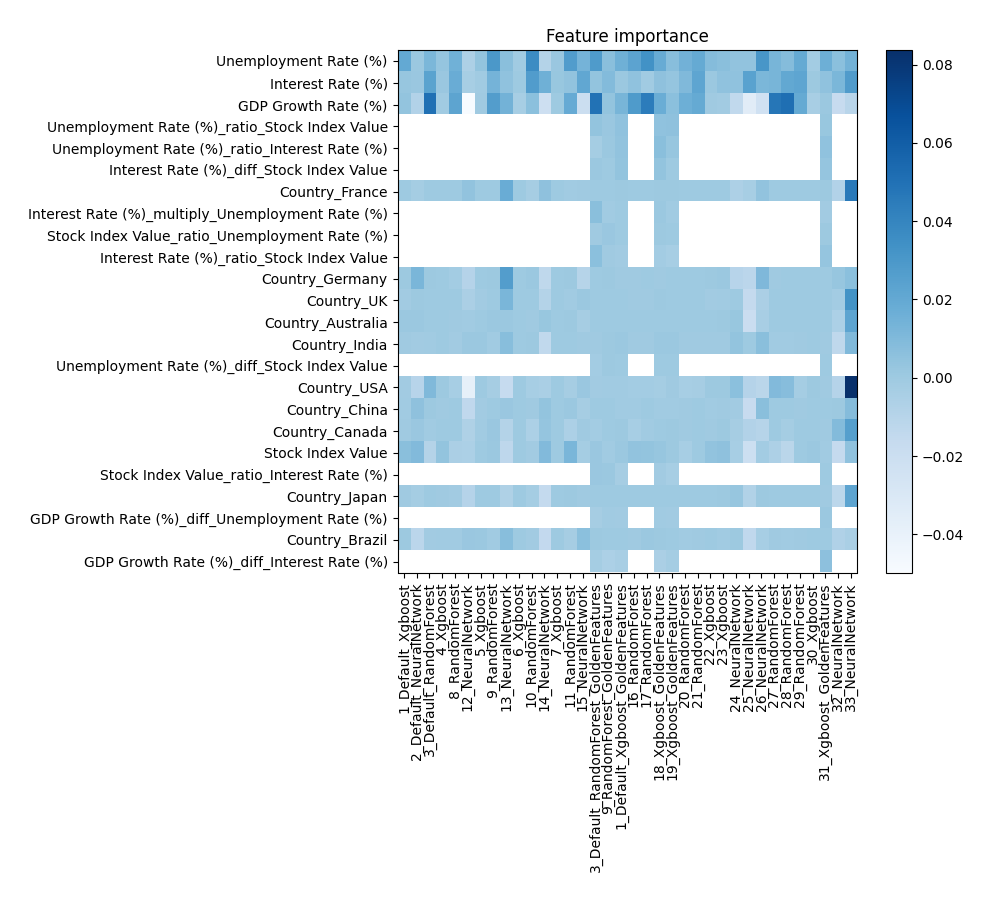 Feature importance
Unemployment Rate (%)
Interest Rate (%)
GDP Growth Rate (%)
Unemployment Rate (%)_ratio_Stock Index Value
Unemployment Rate (%)_ratio_Interest Rate (%)
Interest Rate (%)_diff_Stock Index Value
Country_France
Interest Rate (%)_multiply_Unemployment Rate (%)
Stock Index Value_ratio_Unemployment Rate (%)
Interest Rate (%)_ratio_Stock Index Value
Country_Germany
Country_UK
Country_Australia
Country_India
Unemployment Rate (%)_diff_Stock Index Value
Country_USA
Country_China
Country_Canada
Stock Index Value
Stock Index Value_ratio_Interest Rate (%)
Country_Japan
GDP Growth Rate (%)_diff_Unemployment Rate (%)
Country_Brazil
GDP Growth Rate (%)_diff_Interest Rate (%)
1_Default_Xgboost
2_Default_NeuralNetwork
3_Default_RandomForest
4_Xgboost
8_RandomForest
12_NeuralNetwork
5_Xgboost
9_RandomForest
13_NeuralNetwork
6_Xgboost
10_RandomForest
14_NeuralNetwork
7_Xgboost
11_RandomForest
15_NeuralNetwork
3_Default_RandomForest_GoldenFeatures
9_RandomForest_GoldenFeatures
1_Default_Xgboost_GoldenFeatures
16_RandomForest
17_RandomForest
18_Xgboost_GoldenFeatures
19_Xgboost_GoldenFeatures
20_RandomForest
21_RandomForest
22_Xgboost
23_Xgboost
24_NeuralNetwork
25_NeuralNetwork
26_NeuralNetwork
27_RandomForest
28_RandomForest
29_RandomForest
30_Xgboost
31_Xgboost_GoldenFeatures
32_NeuralNetwork
33_NeuralNetwork
0.08
0.06
0.04
0.02
0.00
−0.02
−0.04